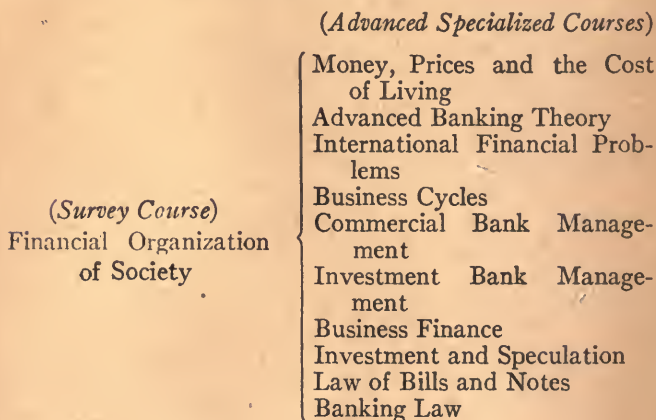 (Advanced Specialized Courses)
Money, Prices and the Cost
of Living
Advanced Banking Theory
International Financial Prob-
lems
Business Cycles
(Survey Course)
Commercial Bank Manage-
Financial Organization
ment
of Society
Investment Bank Manage-
ment
Business Finance
Investment and Speculation
Law of Bills and Notes
Banking Law